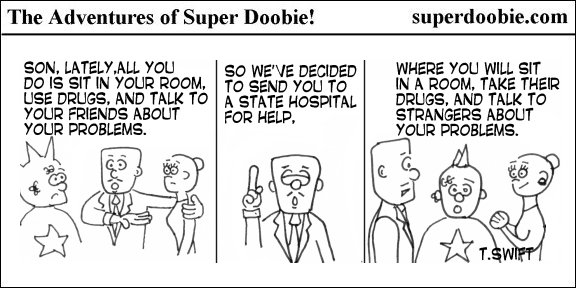 The Adventures of Super Doobie!
superdoobie.com
SON, LATELY,ALL YOU
DO IS SIT IN YOUR ROOM,
USE DRUGS, AND TALK TO
YOUR FRIENDS ABOUT
YOUR PROBLEMS.
SO WE'VE DECIDED
TO SEND YOU TO
A STATE HOSPITAL
FOR HELP,
WHERE YOU WILL SIT
IN A ROOM, TAKE THEIR
DRUGS, AND TALK TO
STRANGERS ABOUT
YOUR PROBLEMS.
T.SWIFT